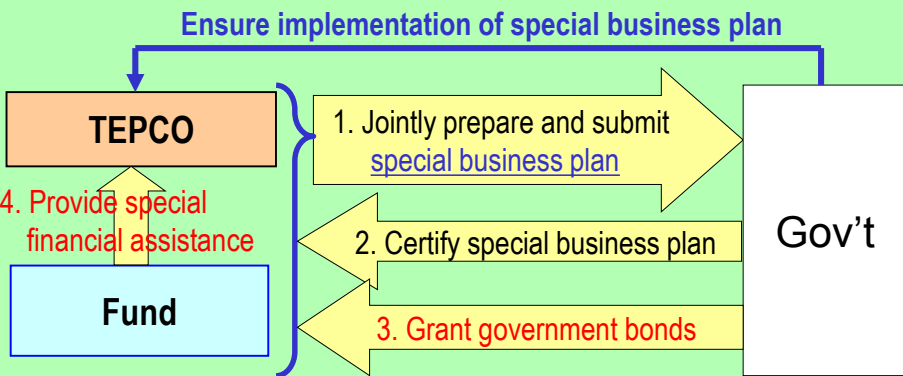 Ensure implementation of special business plan
TEPCO
1. Jointly prepare and submit
special business plan
4. Provide special
financial assistance
2. Certify special business plan
Gov't
Fund
3. Grant government bonds